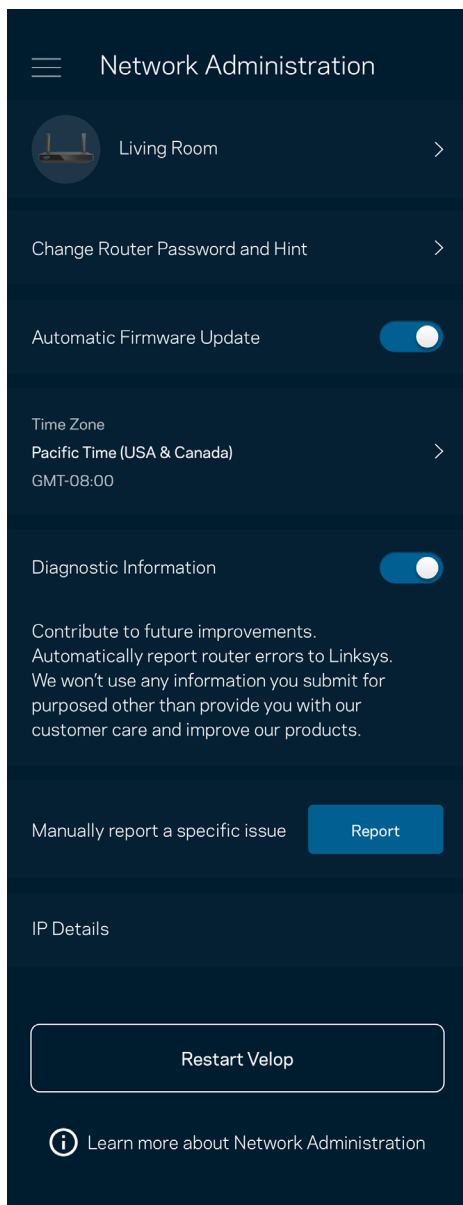 Network Administration
Living Room
Change Router Password and Hint
Automatic Firmware Update
Time Zone
Pacific Time (USA & Canada)
GMT-08:00
Diagnostic Information
Contribute to future improvements.
Automatically report router errors to Linksys.
We won't use any information you submit for
purposed other than provide you with our
customer care and improve our products.
Manually report a specific issue
Report
IP Details
Restart Velop
Learn more about Network Administration